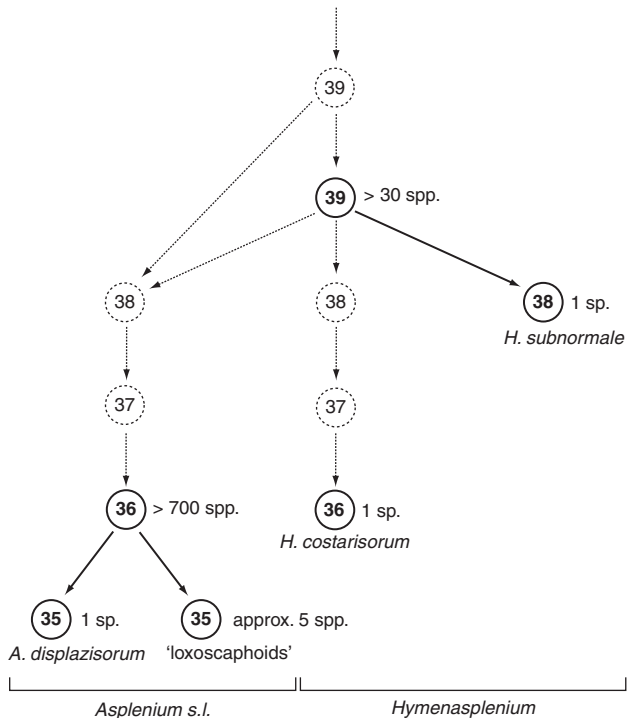 39
39 > 30 spp.
38 38 38 1 sp.
H. subnormale
37 37
36 > 700 spp. 36 1 sp.
H. costarisorum
35 1 sp. 35 approx. 5 spp.
A. displazisorum 'loxoscaphoids'
Asplenium s.l. Hymenasplenium